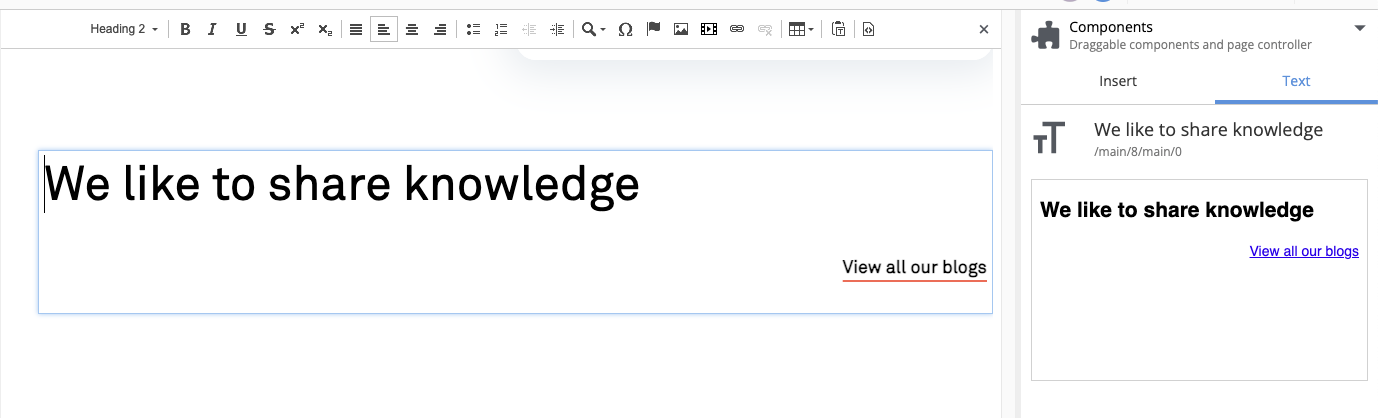 Heading 2
B I U S x² x₂
Ω
Components
Draggable components and page controller
Insert Text
We like to share knowledge
/main/8/main/0
We like to share knowledge
View all our blogs
We like to share knowledge
View all our blogs